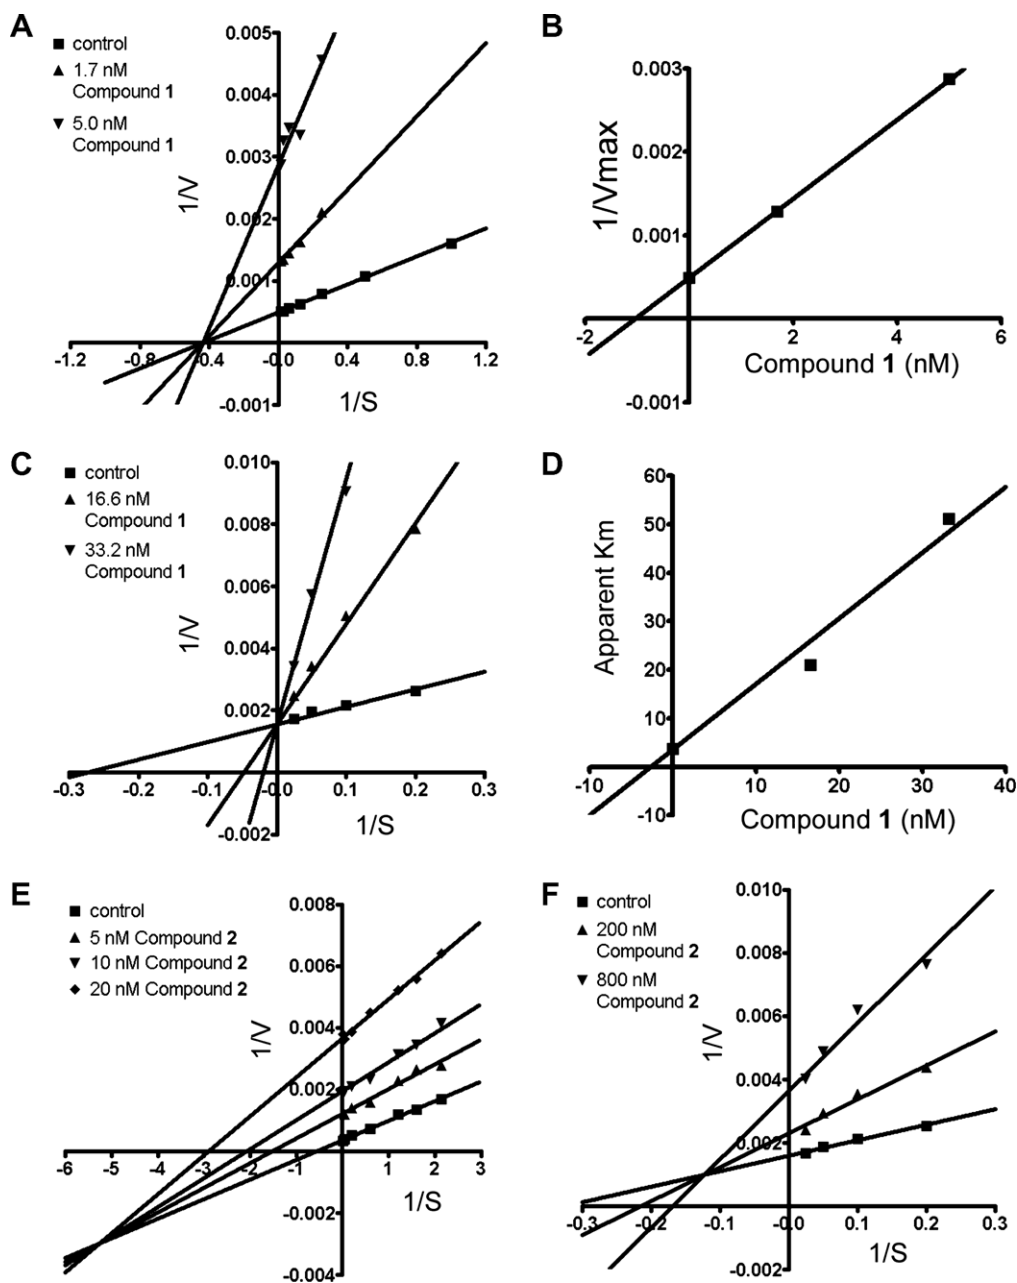 A
control
1.7 nM
Compound 1
5.0 nM
Compound 1
0.005
0.004
0.003
0.002
0.001
-0.001
1/V
-1.2 -0.8 -0.4 -0.0 0.4 0.8 1.2
1/S
B
0.003
0.002
0.001
-0.001
1/Vmax
-2 2 4 6
Compound 1 (nM)
C
control
16.6 nM
Compound 1
33.2 nM
Compound 1
0.010
0.008
0.006
0.004
0.002
-0.002
1/V
-0.3 -0.2 -0.1 -0.0 0.1 0.2 0.3
1/S
D
60
50
40
30
20
10
-10
Apparent Km
-10 10 20 30 40
Compound 1 (nM)
E
control
5 nM Compound 2
10 nM Compound 2
20 nM Compound 2
0.008
0.006
0.004
0.002
-0.002
-0.004
1/V
-6 -5 -4 -3 -2 -1 0 1 2 3
1/S
F
control
200 nM
Compound 2
800 nM
Compound 2
0.010
0.008
0.006
0.004
0.002
-0.002
1/V
-0.3 -0.2 -0.1 -0.0 0.1 0.2 0.3
1/S